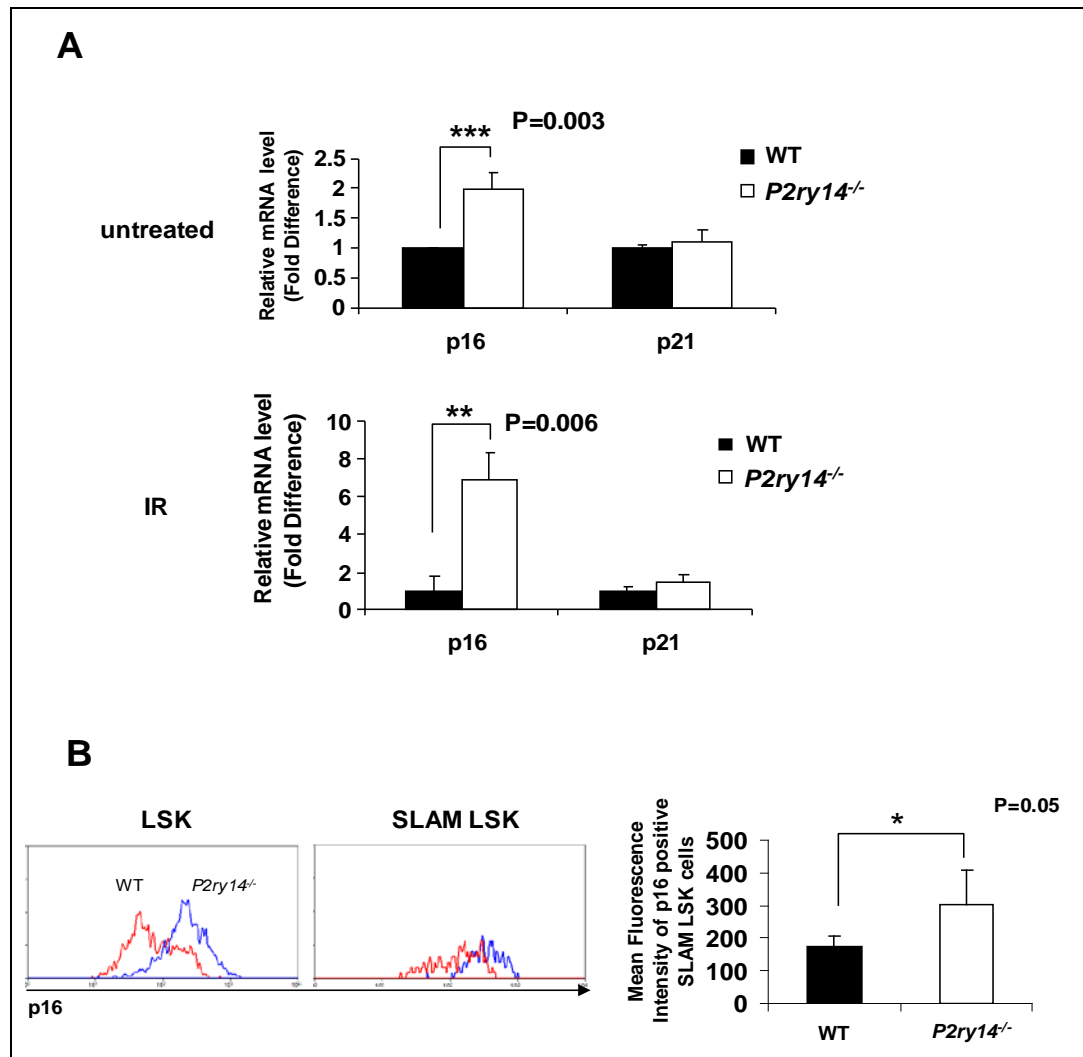 A
P=0.003
***
WT
P2ry14-/-
2.5
2
1.5
1
0.5
0
Relative mRNA level
(Fold Difference)
untreated
p16
p21
P=0.006
**
WT
P2ry14-/-
10
8
6
4
2
0
Relative mRNA level
(Fold Difference)
IR
p16
p21
B
LSK
SLAM LSK
WT
P2ry14-/-
p16
P=0.05
*
500
400
300
200
100
0
Mean Fluorescence
Intensity of p16 positive
SLAM LSK cells
WT
P2ry14-/-